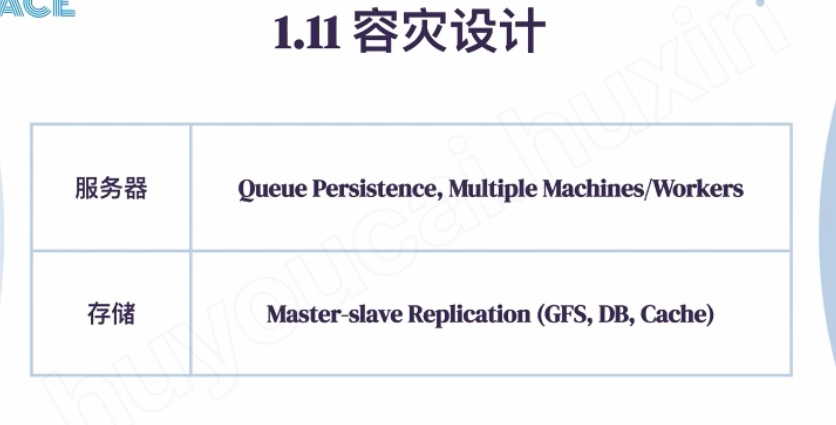 ACE
1.11 容灾设计
服务器
Queue Persistence, Multiple Machines/Workers
存储
Master-slave Replication (GFS, DB, Cache)
huyoucai.huxin